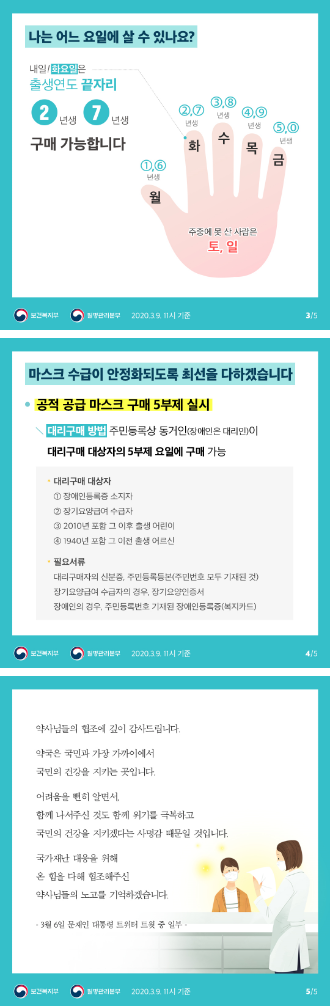 나는 어느 요일에 살 수 있나요?
내일/화요일은
출생연도 끝자리
2 년생 7 년생
구매 가능합니다
①,⑥
년생
②,⑦
년생
③,⑧
년생
④,⑨
년생
⑤,⓪
년생
월
화
수
목
금
주중에 못 산 사람은
토, 일
보건복지부 질병관리본부 2020.3.9. 11시 기준 3/5
마스크 수급이 안정화되도록 최선을 다하겠습니다
• 공적 공급 마스크 구매 5부제 실시
대리구매 방법 주민등록상 동거인(장애인은 대리인)이
대리구매 대상자의 5부제 요일에 구매 가능
• 대리구매 대상자
① 장애인등록증 소지자
② 장기요양급여 수급자
③ 2010년 포함 그 이후 출생 어린이
④ 1940년 포함 그 이전 출생 어르신
• 필요서류
대리구매자의 신분증, 주민등록등본(주민번호 모두 기재된 것)
장기요양급여 수급자의 경우, 장기요양인증서
장애인의 경우, 주민등록번호 기재된 장애인등록증(복지카드)
보건복지부 질병관리본부 2020.3.9. 11시 기준 4/5
약사님들의 협조에 깊이 감사드립니다.
약국은 국민과 가장 가까이에서
국민의 건강을 지키는 곳입니다.
어려움을 뻔히 알면서,
함께 나서주신 것도 함께 위기를 극복하고
국민의 건강을 지키겠다는 사명감 때문일 것입니다.
국가재난 대응을 위해
온 힘을 다해 협조해주신
약사님들의 노고를 기억하겠습니다.
- 3월 6일 문재인 대통령 트위터 트윗 중 일부 -
보건복지부 질병관리본부 2020.3.9. 11시 기준 5/5